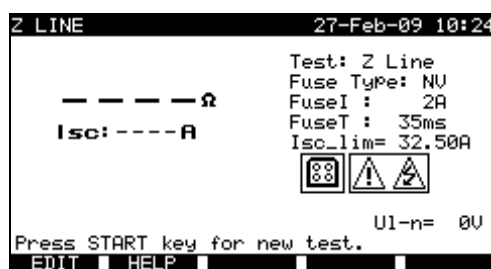 Z LINE 27-Feb-09 10:24
Test: Z Line
Fuse Type: NV
– – – – Ω
FuseI : 2A
Isc:----A
FuseT : 35ms
Isc_lim= 32.50A
Ul-n= 0V
Press START key for new test.
EDIT HELP